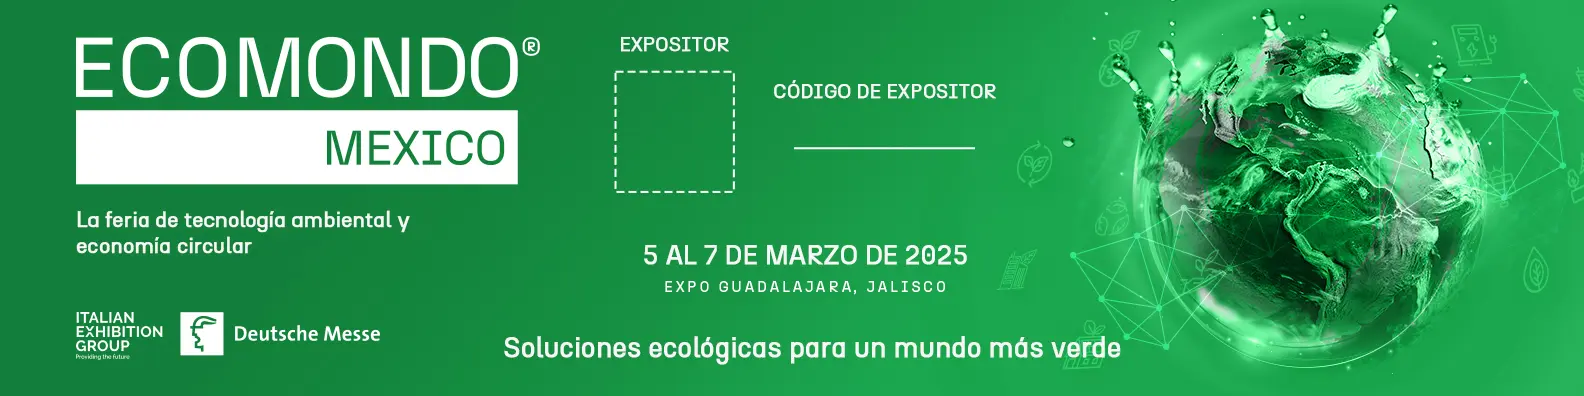 ECOMONDO®
MEXICO
La feria de tecnología ambiental y
economía circular
ITALIAN
EXHIBITION
GROUP
Providing the future
Deutsche Messe
EXPOSITOR
CÓDIGO DE EXPOSITOR
5 AL 7 DE MARZO DE 2025
EXPO GUADALAJARA, JALISCO
Soluciones ecológicas para un mundo más verde